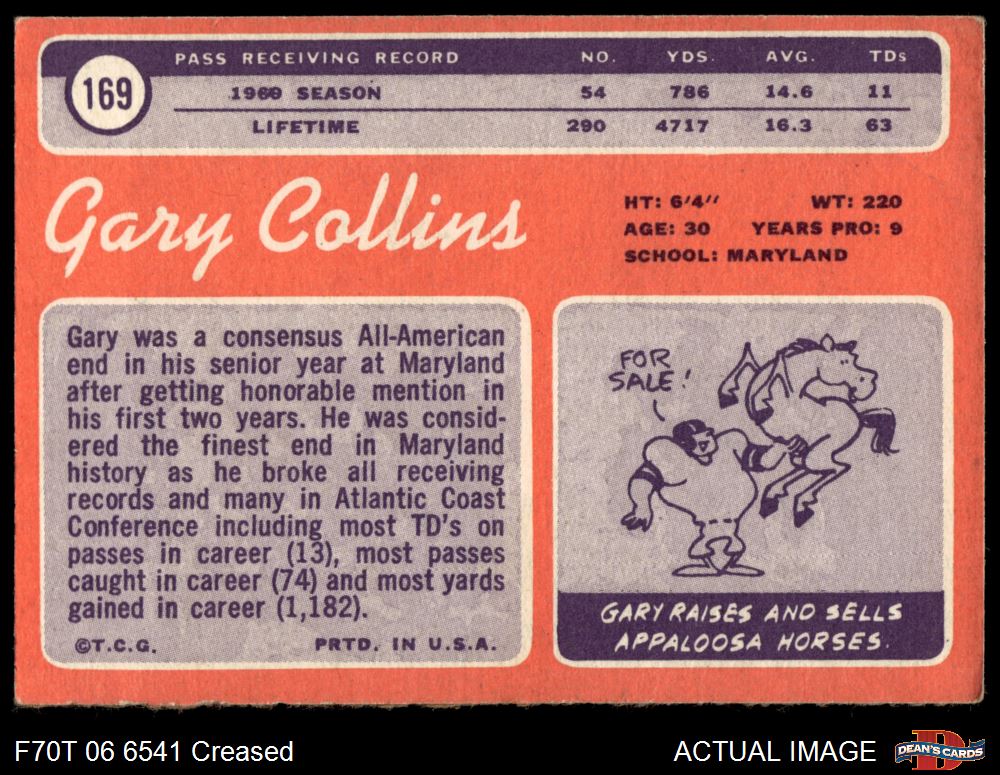 169
PASS RECEIVING RECORD NO. YDS. AVG. TDs
1969 SEASON 54 786 14.6 11
LIFETIME 290 4717 16.3 63
Gary Collins
HT: 6'4" WT: 220
AGE: 30 YEARS PRO: 9
SCHOOL: MARYLAND
Gary was a consensus All-American
end in his senior year at Maryland
after getting honorable mention in
his first two years. He was consid-
ered the finest end in Maryland
history as he broke all receiving
records and many in Atlantic Coast
Conference including most TD's on
passes in career (13), most passes
caught in career (74) and most yards
gained in career (1,182).
©T.C.G. PRTD. IN U.S.A.
FOR
SALE!
GARY RAISES AND SELLS
APPALOOSA HORSES.
F70T 06 6541 Creased
ACTUAL IMAGE
DEAN'S CARDS